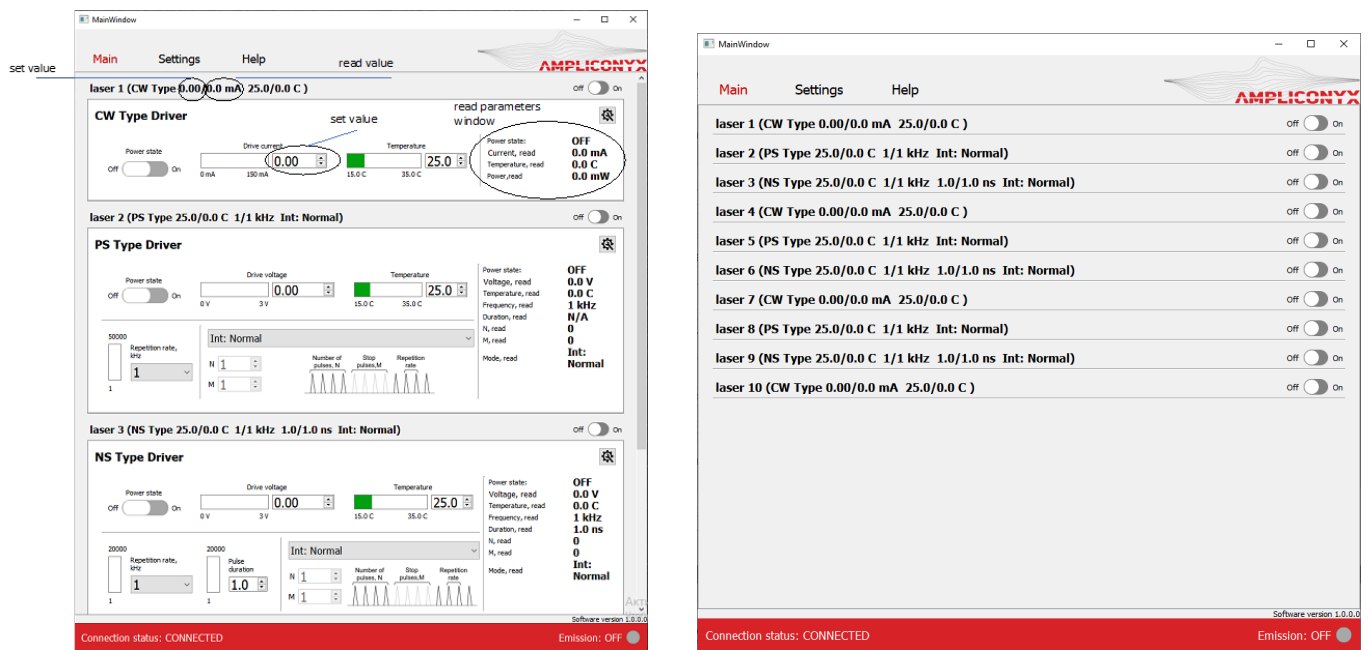 MainWindow
Main Settings Help
AMPLICONYX
set value
read value
laser 1 (CW Type 0.00/0.0 mA 25.0/0.0 C )
Off On
CW Type Driver
set value
read parameters
window
Power state
Off On
Drive current
0.00
0 mA 150 mA
Temperature
25.0
15.0 C 35.0 C
Power state: OFF
Current, read 0.0 mA
Temperature, read 0.0 C
Power,read 0.0 mW
laser 2 (PS Type 25.0/0.0 C 1/1 kHz Int: Normal)
Off On
PS Type Driver
Power state
Off On
Drive voltage
0.00
0 V 3 V
Temperature
25.0
15.0 C 35.0 C
50000
Repetition rate,
kHz
1
1
Int: Normal
N 1
M 1
Number of
pulses, N
Stop
pulses,M
Repetition
rate
Power state: OFF
Voltage, read 0.0 V
Temperature, read 0.0 C
Frequency, read 1 kHz
Duration, read N/A
N, read 0
M, read 0
Mode, read Int:
Normal
laser 3 (NS Type 25.0/0.0 C 1/1 kHz 1.0/1.0 ns Int: Normal)
Off On
NS Type Driver
Power state
Off On
Drive voltage
0.00
0 V 3 V
Temperature
25.0
15.0 C 35.0 C
20000
Repetition rate,
kHz
1
1
20000
Pulse
duration
1.0
1
Int: Normal
N 1
M 1
Number of
pulses, N
Stop
pulses,M
Repetition
rate
Power state: OFF
Voltage, read 0.0 V
Temperature, read 0.0 C
Frequency, read 1 kHz
Duration, read 1.0 ns
N, read 0
M, read 0
Mode, read Int:
Normal
Software version 1.0.0.0
Connection status: CONNECTED
Emission: OFF
MainWindow
Main Settings Help
AMPLICONYX
laser 1 (CW Type 0.00/0.0 mA 25.0/0.0 C )
Off On
laser 2 (PS Type 25.0/0.0 C 1/1 kHz Int: Normal)
Off On
laser 3 (NS Type 25.0/0.0 C 1/1 kHz 1.0/1.0 ns Int: Normal)
Off On
laser 4 (CW Type 0.00/0.0 mA 25.0/0.0 C )
Off On
laser 5 (PS Type 25.0/0.0 C 1/1 kHz Int: Normal)
Off On
laser 6 (NS Type 25.0/0.0 C 1/1 kHz 1.0/1.0 ns Int: Normal)
Off On
laser 7 (CW Type 0.00/0.0 mA 25.0/0.0 C )
Off On
laser 8 (PS Type 25.0/0.0 C 1/1 kHz Int: Normal)
Off On
laser 9 (NS Type 25.0/0.0 C 1/1 kHz 1.0/1.0 ns Int: Normal)
Off On
laser 10 (CW Type 0.00/0.0 mA 25.0/0.0 C )
Off On
Software version 1.0.0.0
Connection status: CONNECTED
Emission: OFF